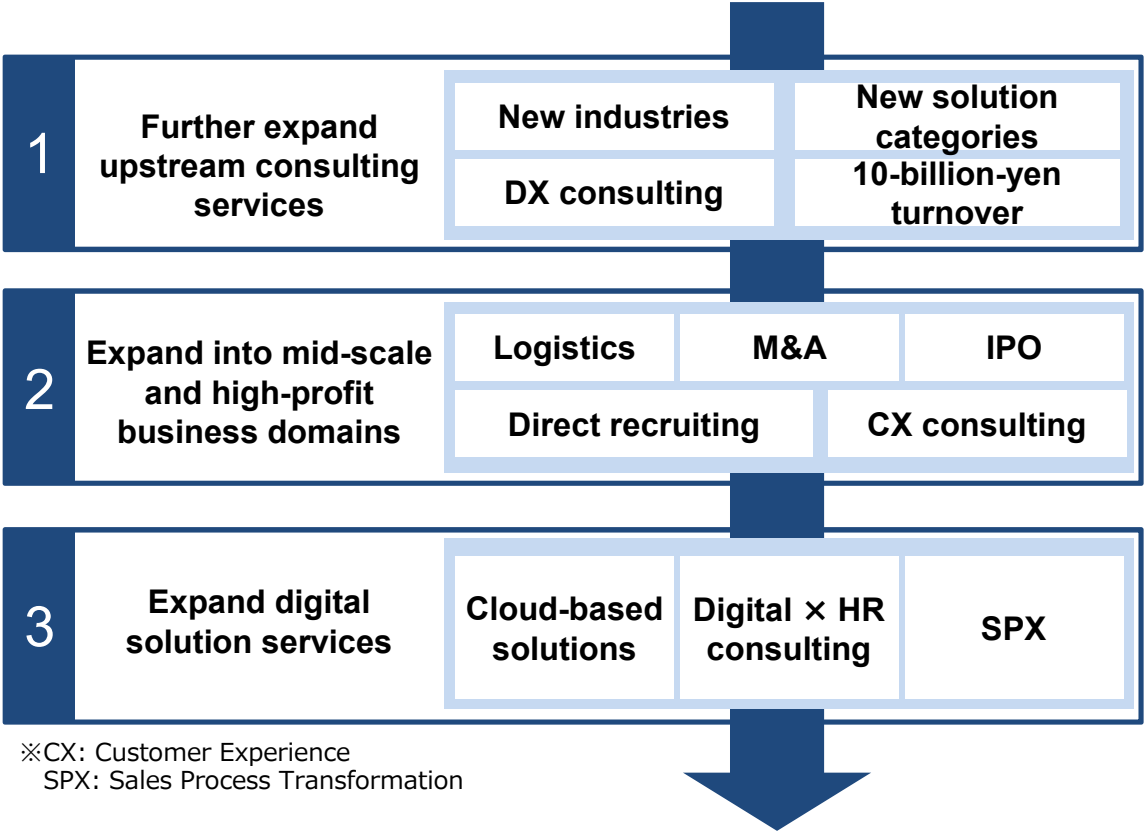 1
Further expand
upstream consulting
services
New industries
New solution
categories
DX consulting
10-billion-yen
turnover
2
Expand into mid-scale
and high-profit
business domains
Logistics
M&A
IPO
Direct recruiting
CX consulting
3
Expand digital
solution services
Cloud-based
solutions
Digital × HR
consulting
SPX
※CX: Customer Experience
SPX: Sales Process Transformation